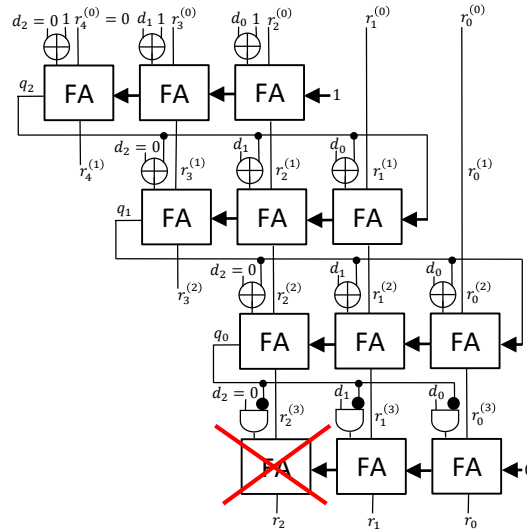 d₂ = 0 1 r₄⁽⁰⁾ = 0 d₁ 1 r₃⁽⁰⁾ d₀ 1 r₂⁽⁰⁾ r₁⁽⁰⁾ r₀⁽⁰⁾
q₂ FA FA FA 1
r₄⁽¹⁾ d₂ = 0 r₃⁽¹⁾ d₁ r₂⁽¹⁾ d₀ r₁⁽¹⁾ r₀⁽¹⁾
q₁ FA FA FA
r₃⁽²⁾ d₂ = 0 r₂⁽²⁾ d₁ r₁⁽²⁾ d₀ r₀⁽²⁾
q₀ FA FA FA
d₂ = 0 r₂⁽³⁾ d₁ r₁⁽³⁾ d₀ r₀⁽³⁾
FA FA FA 0
r₂ r₁ r₀